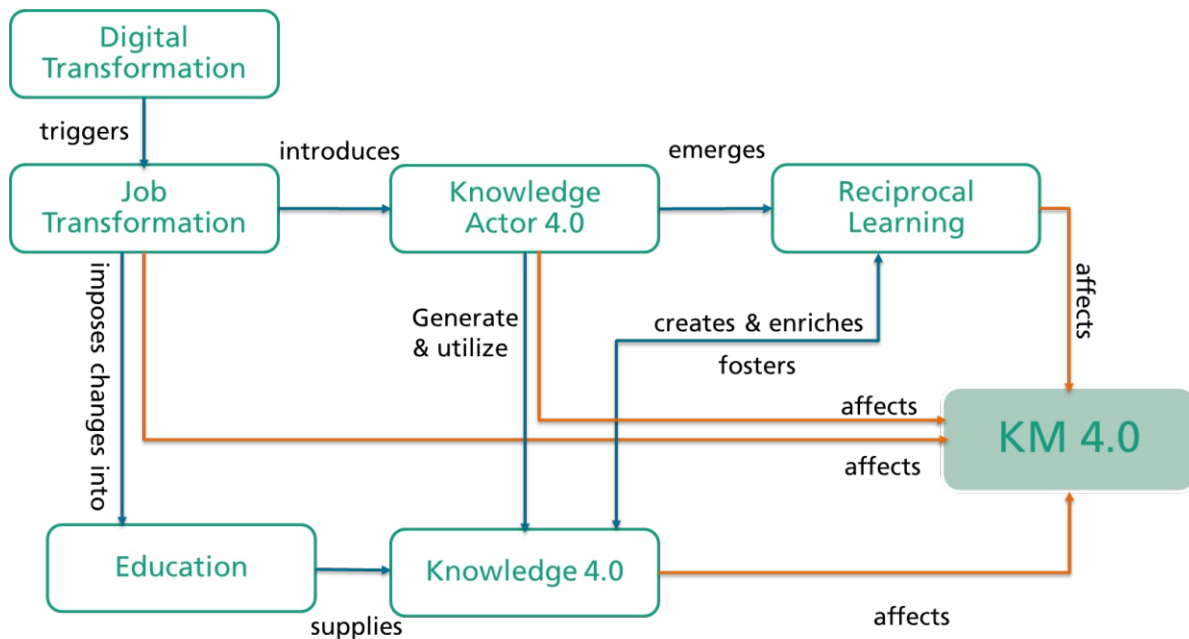 Digital
Transformation
triggers
introduces
emerges
Job
Transformation
Knowledge
Actor 4.0
Reciprocal
Learning
imposes changes into
Generate
& utilize
creates & enriches
fosters
affects
affects
affects
KM 4.0
Education
Knowledge 4.0
supplies
affects